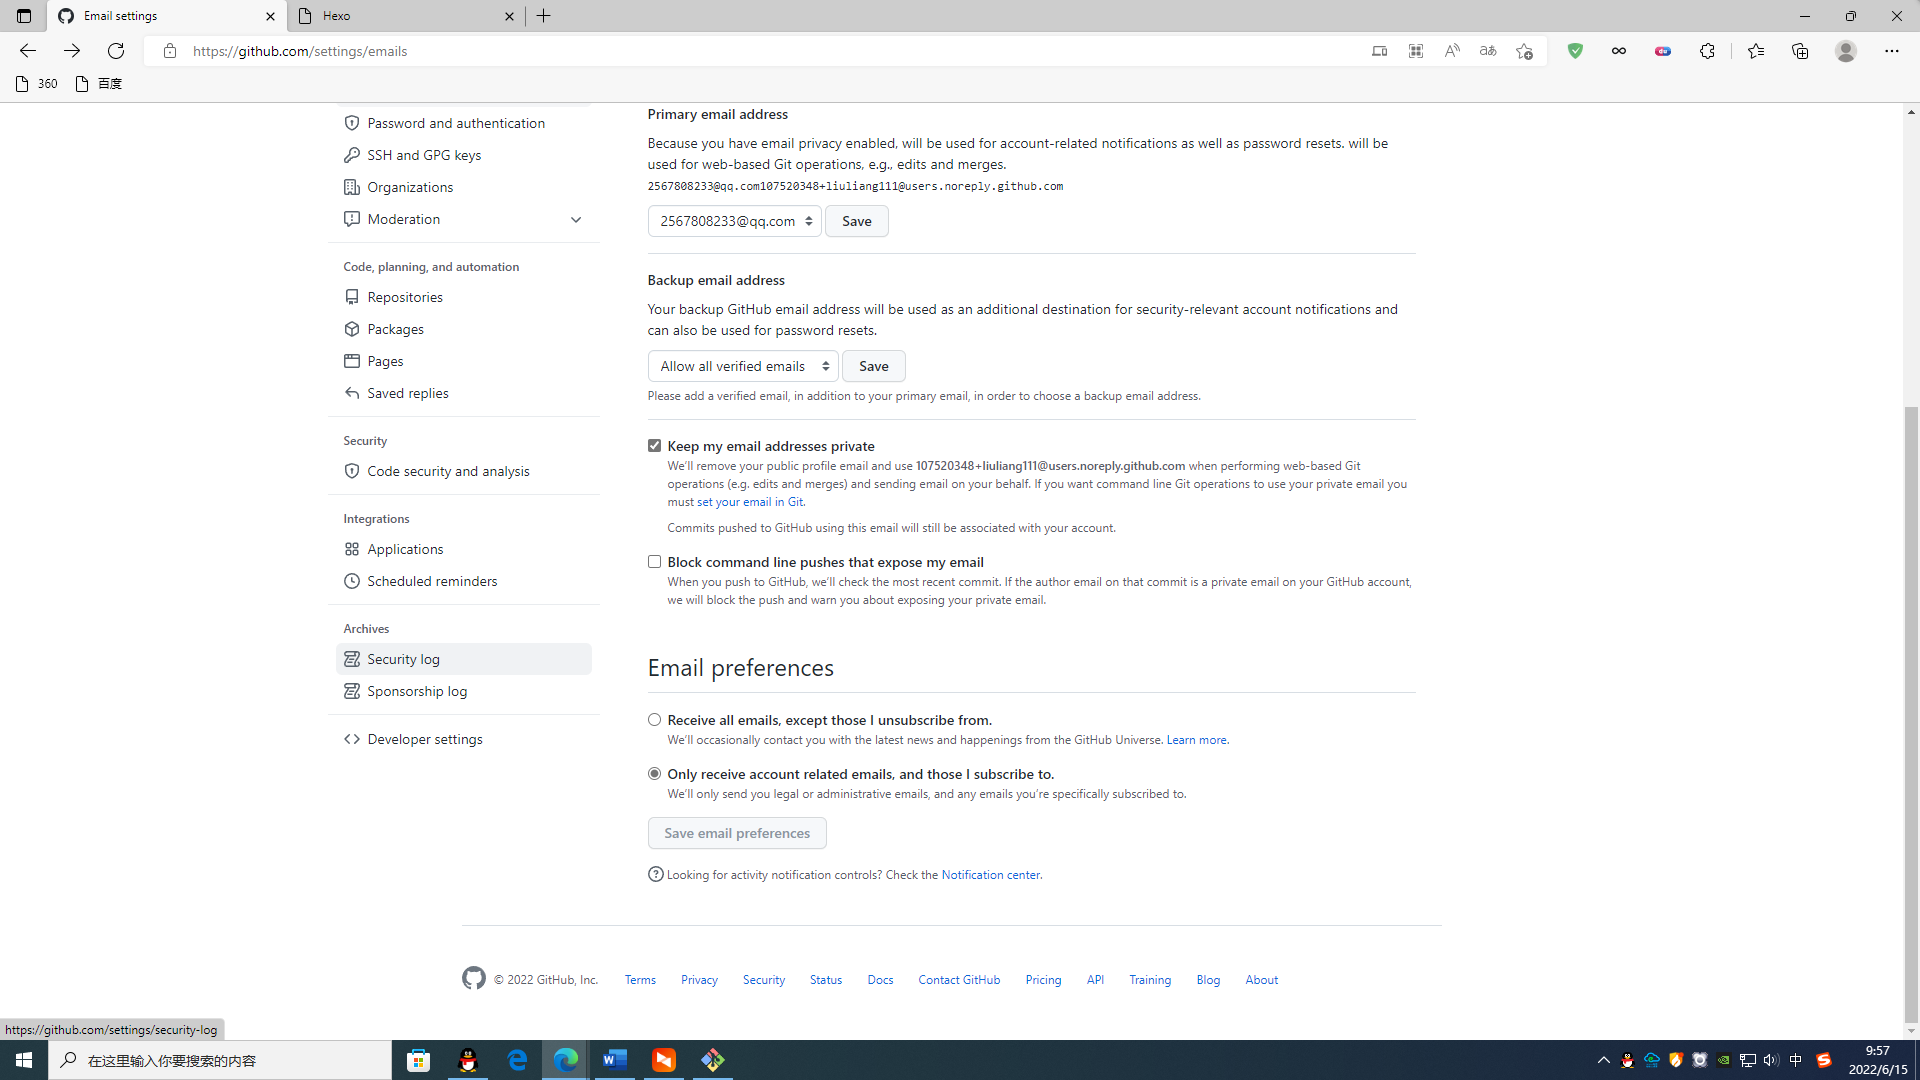 Email settings
Hexo
https://github.com/settings/emails
360
百度
Password and authentication
SSH and GPG keys
Organizations
Moderation
Code, planning, and automation
Repositories
Packages
Pages
Saved replies
Security
Code security and analysis
Integrations
Applications
Scheduled reminders
Archives
Security log
Sponsorship log
Developer settings
Primary email address
Because you have email privacy enabled, will be used for account-related notifications as well as password resets. will be
used for web-based Git operations, e.g., edits and merges.
2567808233@qq.com107520348+liuliang111@users.noreply.github.com
2567808233@qq.com Save
Backup email address
Your backup GitHub email address will be used as an additional destination for security-relevant account notifications and
can also be used for password resets.
Allow all verified emails Save
Please add a verified email, in addition to your primary email, in order to choose a backup email address.
Keep my email addresses private
We'll remove your public profile email and use 107520348+liuliang111@users.noreply.github.com when performing web-based Git
operations (e.g. edits and merges) and sending email on your behalf. If you want command line Git operations to use your private email you
must set your email in Git.
Commits pushed to GitHub using this email will still be associated with your account.
Block command line pushes that expose my email
When you push to GitHub, we'll check the most recent commit. If the author email on that commit is a private email on your GitHub account,
we will block the push and warn you about exposing your private email.
Email preferences
Receive all emails, except those I unsubscribe from.
We'll occasionally contact you with the latest news and happenings from the GitHub Universe. Learn more.
Only receive account related emails, and those I subscribe to.
We'll only send you legal or administrative emails, and any emails you're specifically subscribed to.
Save email preferences
Looking for activity notification controls? Check the Notification center.
© 2022 GitHub, Inc. Terms Privacy Security Status Docs Contact GitHub Pricing API Training Blog About
https://github.com/settings/security-log
在这里输入你要搜索的内容
中
9:57
2022/6/15